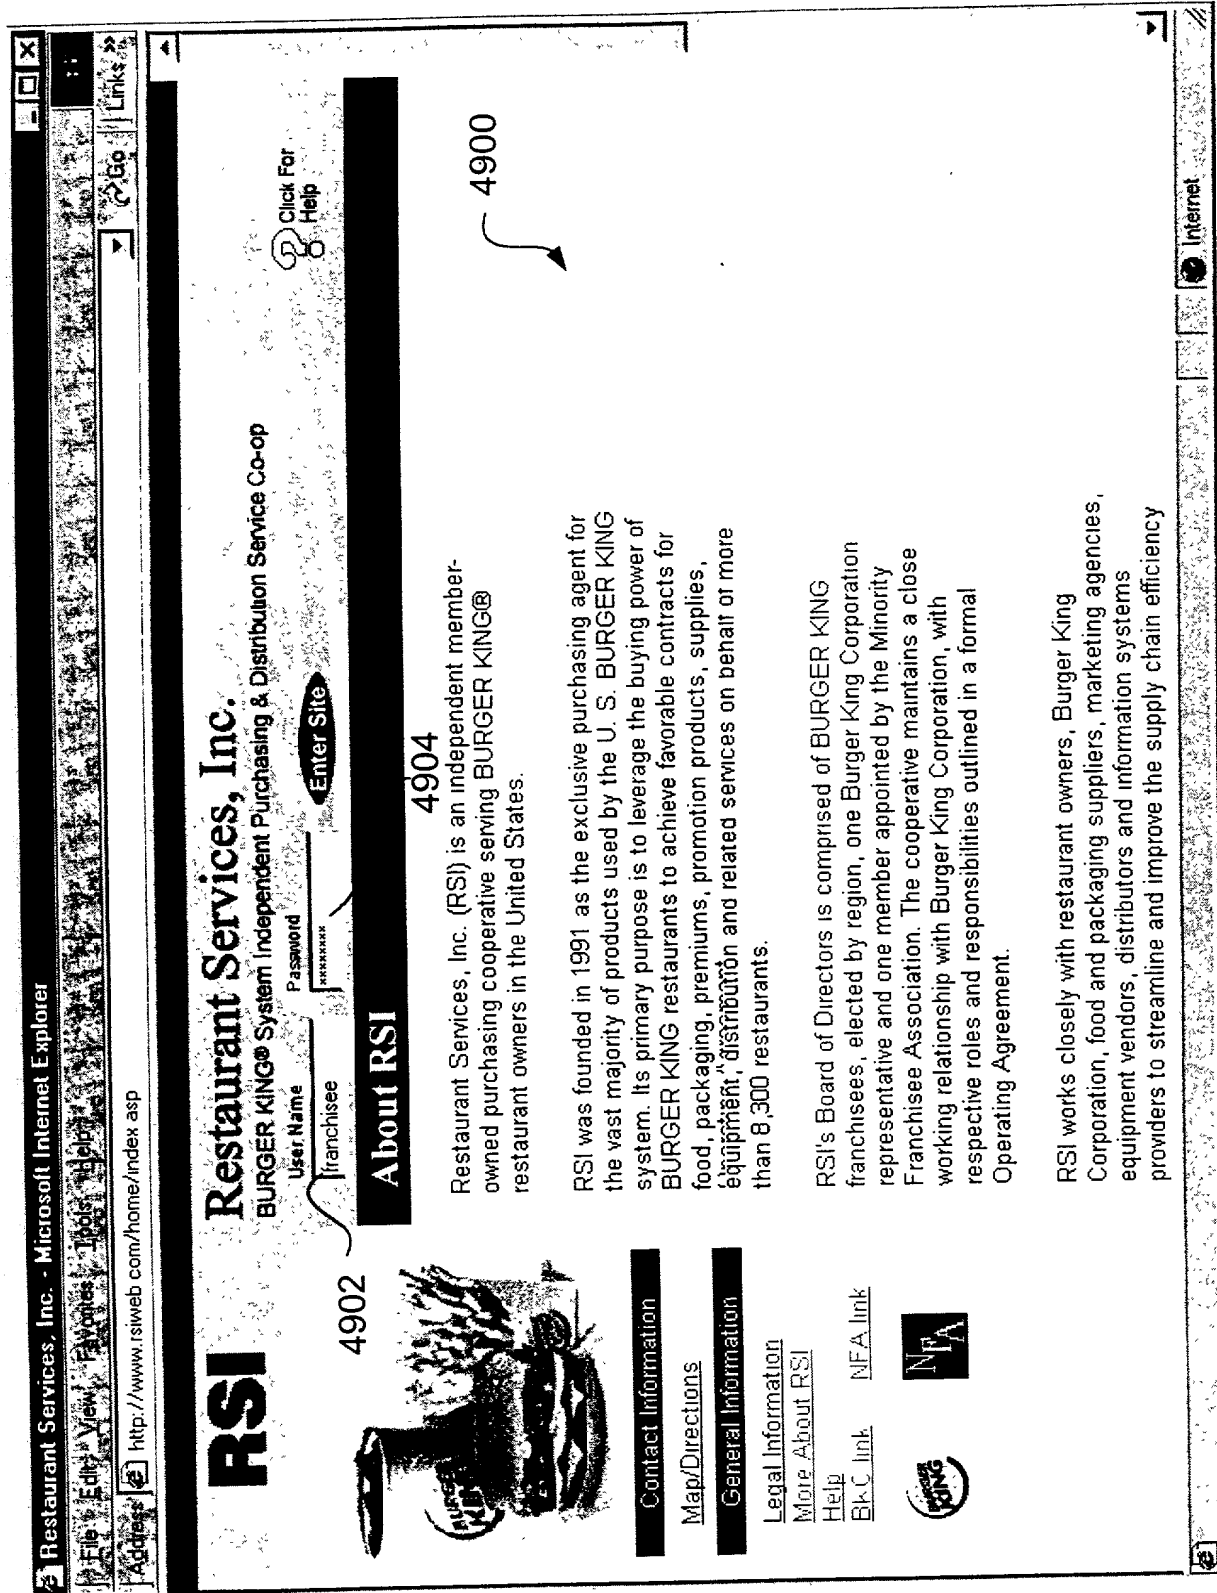 Restaurant Services, Inc. - Microsoft Internet Explorer
File Edit View Favorites Tools Help
Address http://www.rsiweb com/home/index asp
Go Links »
RSI
Restaurant Services, Inc.
BURGER KING® System Independent Purchasing & Distribution Service Co-op
User Name Password
franchisee xxxxxxxx Enter Site
Click For
Help
4902
4904
4900
About RSI
BURGER
KING
Contact Information
Map/Directions
General Information
Legal Information
More About RSI
Help
BKC link NFA link
BURGER
KING
NFA
Restaurant Services, Inc. (RSI) is an independent member-
owned purchasing cooperative serving BURGER KING®
restaurant owners in the United States.
RSI was founded in 1991 as the exclusive purchasing agent for
the vast majority of products used by the U. S. BURGER KING
system. Its primary purpose is to leverage the buying power of
BURGER KING restaurants to achieve favorable contracts for
food, packaging, premiums, promotion products, supplies,
equipment, distribution and related services on behalf of more
than 8,300 restaurants.
RSI's Board of Directors is comprised of BURGER KING
franchisees, elected by region, one Burger King Corporation
representative and one member appointed by the Minority
Franchisee Association. The cooperative maintains a close
working relationship with Burger King Corporation, with
respective roles and responsibilities outlined in a formal
Operating Agreement.
RSI works closely with restaurant owners, Burger King
Corporation, food and packaging suppliers, marketing agencies,
equipment vendors, distributors and information systems
providers to streamline and improve the supply chain efficiency
Internet